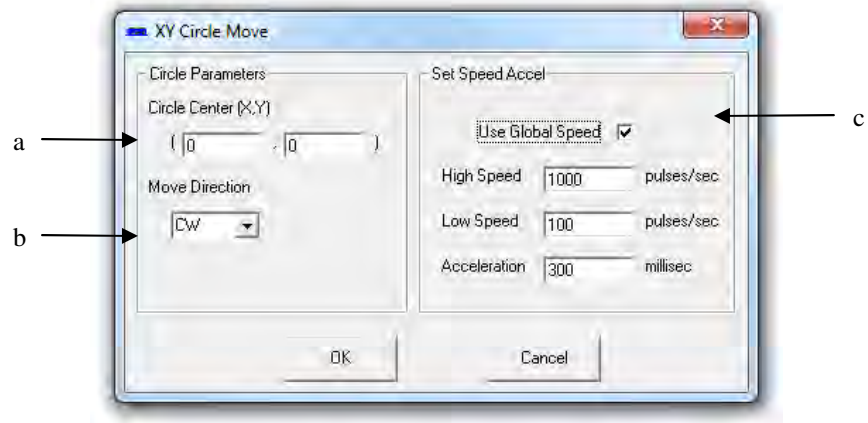 XY Circle Move
Circle Parameters
Circle Center (X,Y)
( 0 , 0 )
Move Direction
CW
Set Speed Accel
Use Global Speed
High Speed 1000 pulses/sec
Low Speed 100 pulses/sec
Acceleration 300 millisec
OK Cancel
a
b
c